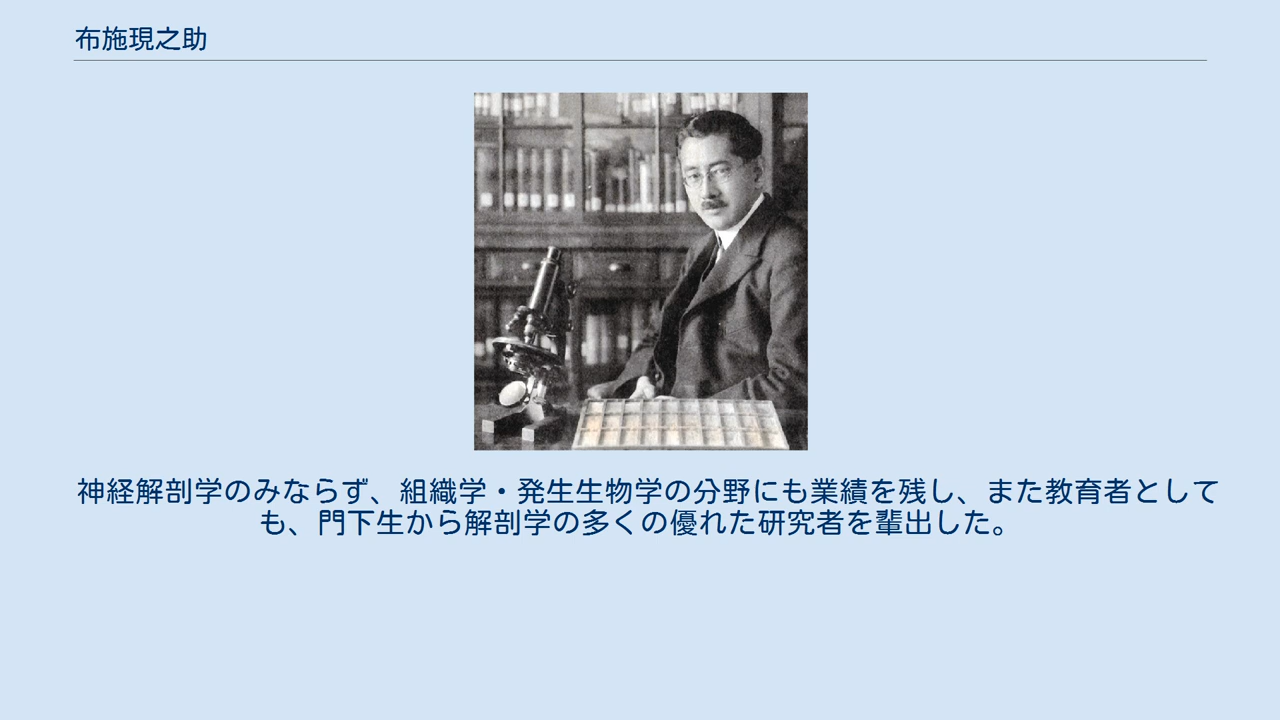 布施現之助
神経解剖学のみならず、組織学・発生生物学の分野にも業績を残し、また教育者として
も、門下生から解剖学の多くの優れた研究者を輩出した。